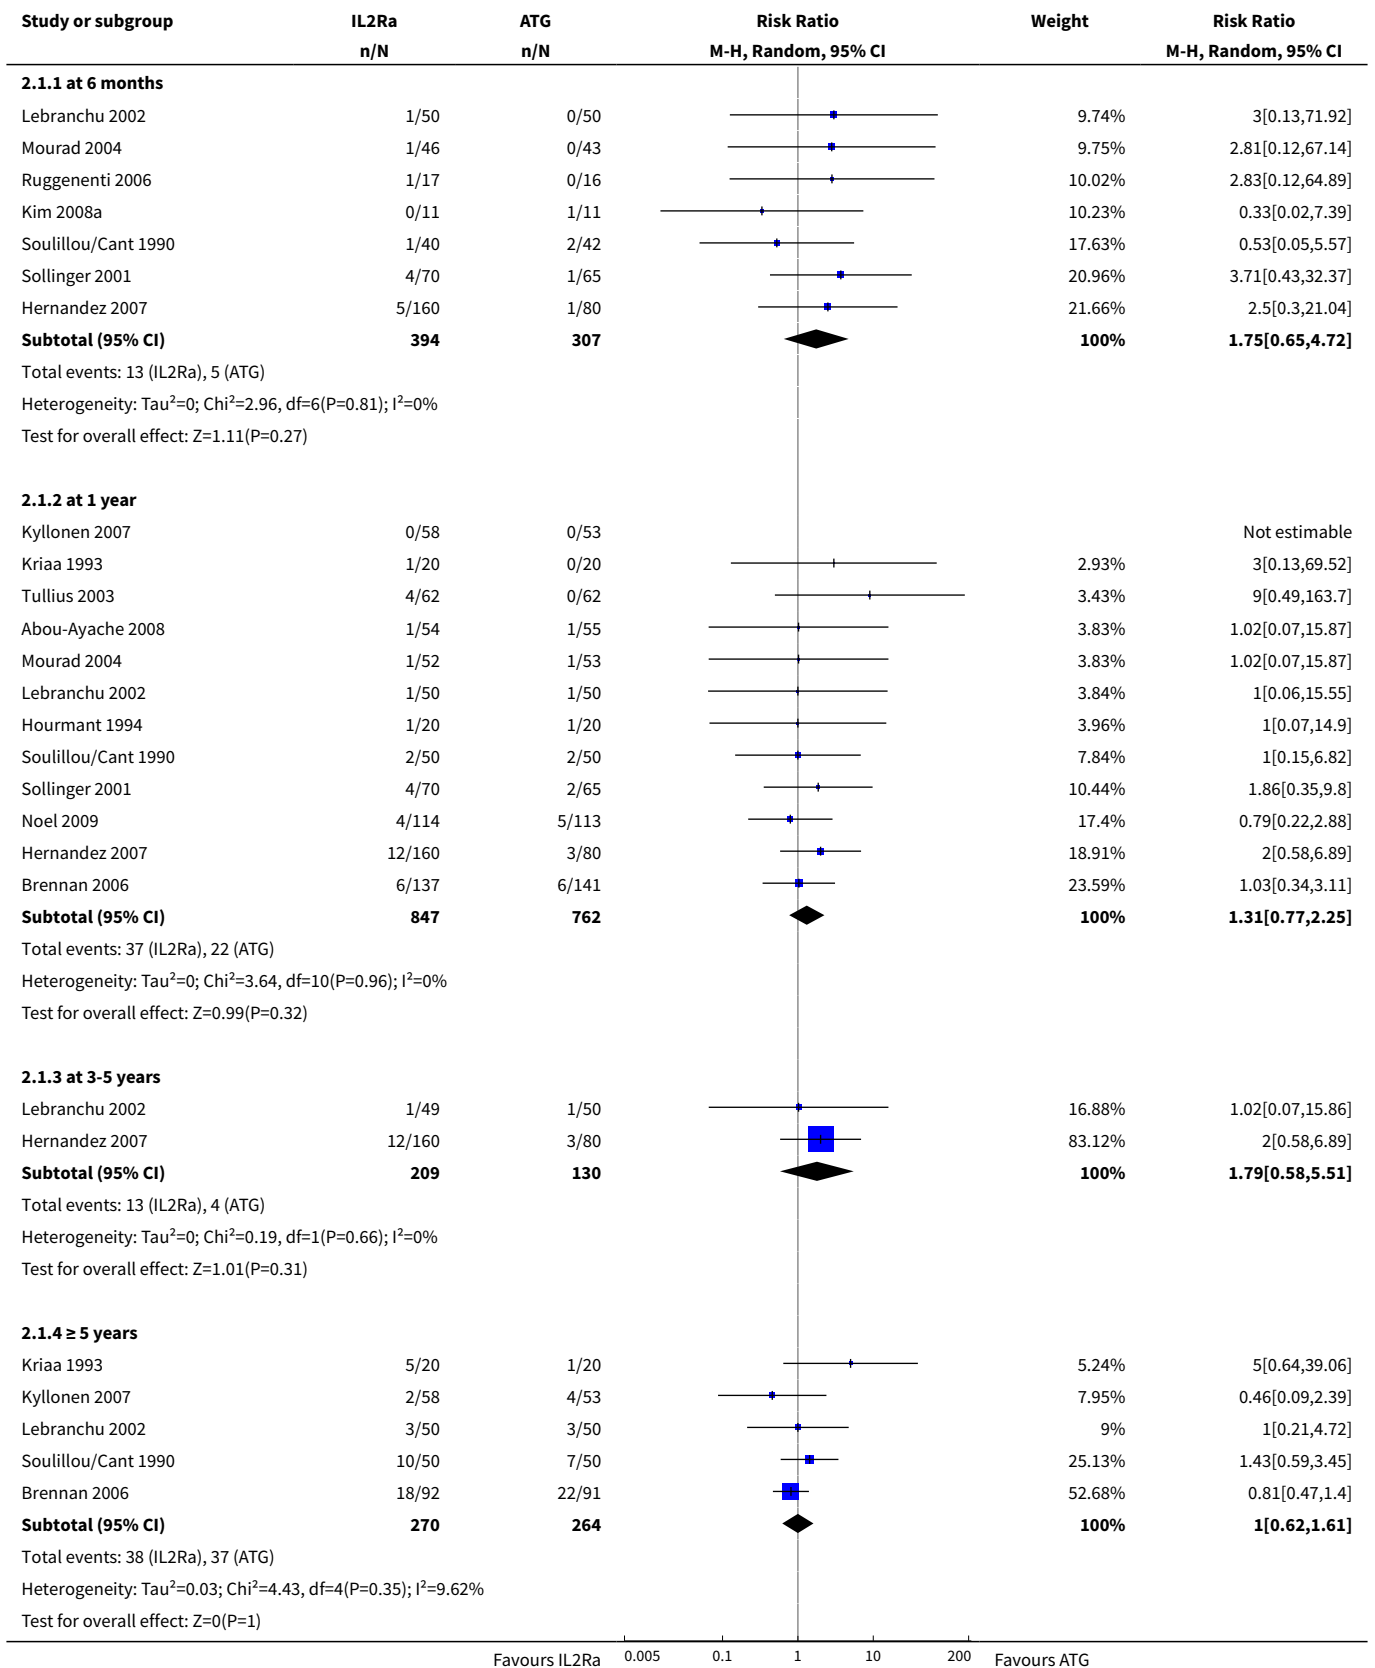 Study or subgroup IL2Ra ATG Risk Ratio Weight Risk Ratio
n/N n/N M-H, Random, 95% CI M-H, Random, 95% CI
2.1.1 at 6 months
Lebranchu 2002 1/50 0/50 9.74% 3[0.13,71.92]
Mourad 2004 1/46 0/43 9.75% 2.81[0.12,67.14]
Ruggenenti 2006 1/17 0/16 10.02% 2.83[0.12,64.89]
Kim 2008a 0/11 1/11 10.23% 0.33[0.02,7.39]
Soulillou/Cant 1990 1/40 2/42 17.63% 0.53[0.05,5.57]
Sollinger 2001 4/70 1/65 20.96% 3.71[0.43,32.37]
Hernandez 2007 5/160 1/80 21.66% 2.5[0.3,21.04]
Subtotal (95% CI) 394 307 100% 1.75[0.65,4.72]
Total events: 13 (IL2Ra), 5 (ATG)
Heterogeneity: Tau²=0; Chi²=2.96, df=6(P=0.81); I²=0%
Test for overall effect: Z=1.11(P=0.27)
2.1.2 at 1 year
Kyllonen 2007 0/58 0/53 Not estimable
Kriaa 1993 1/20 0/20 2.93% 3[0.13,69.52]
Tullius 2003 4/62 0/62 3.43% 9[0.49,163.7]
Abou-Ayache 2008 1/54 1/55 3.83% 1.02[0.07,15.87]
Mourad 2004 1/52 1/53 3.83% 1.02[0.07,15.87]
Lebranchu 2002 1/50 1/50 3.84% 1[0.06,15.55]
Hourmant 1994 1/20 1/20 3.96% 1[0.07,14.9]
Soulillou/Cant 1990 2/50 2/50 7.84% 1[0.15,6.82]
Sollinger 2001 4/70 2/65 10.44% 1.86[0.35,9.8]
Noel 2009 4/114 5/113 17.4% 0.79[0.22,2.88]
Hernandez 2007 12/160 3/80 18.91% 2[0.58,6.89]
Brennan 2006 6/137 6/141 23.59% 1.03[0.34,3.11]
Subtotal (95% CI) 847 762 100% 1.31[0.77,2.25]
Total events: 37 (IL2Ra), 22 (ATG)
Heterogeneity: Tau²=0; Chi²=3.64, df=10(P=0.96); I²=0%
Test for overall effect: Z=0.99(P=0.32)
2.1.3 at 3-5 years
Lebranchu 2002 1/49 1/50 16.88% 1.02[0.07,15.86]
Hernandez 2007 12/160 3/80 83.12% 2[0.58,6.89]
Subtotal (95% CI) 209 130 100% 1.79[0.58,5.51]
Total events: 13 (IL2Ra), 4 (ATG)
Heterogeneity: Tau²=0; Chi²=0.19, df=1(P=0.66); I²=0%
Test for overall effect: Z=1.01(P=0.31)
2.1.4 ≥ 5 years
Kriaa 1993 5/20 1/20 5.24% 5[0.64,39.06]
Kyllonen 2007 2/58 4/53 7.95% 0.46[0.09,2.39]
Lebranchu 2002 3/50 3/50 9% 1[0.21,4.72]
Soulillou/Cant 1990 10/50 7/50 25.13% 1.43[0.59,3.45]
Brennan 2006 18/92 22/91 52.68% 0.81[0.47,1.4]
Subtotal (95% CI) 270 264 100% 1[0.62,1.61]
Total events: 38 (IL2Ra), 37 (ATG)
Heterogeneity: Tau²=0.03; Chi²=4.43, df=4(P=0.35); I²=9.62%
Test for overall effect: Z=0(P=1)
Favours IL2Ra 0.005 0.1 1 10 200 Favours ATG